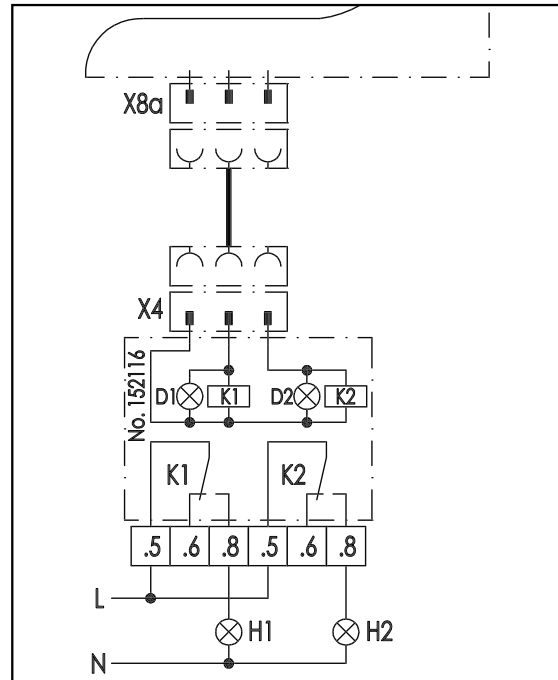 X8a
X4
No. 152116
D1 K1 D2 K2
K1 K2
.5 .6 .8 .5 .6 .8
L
H1 H2
N